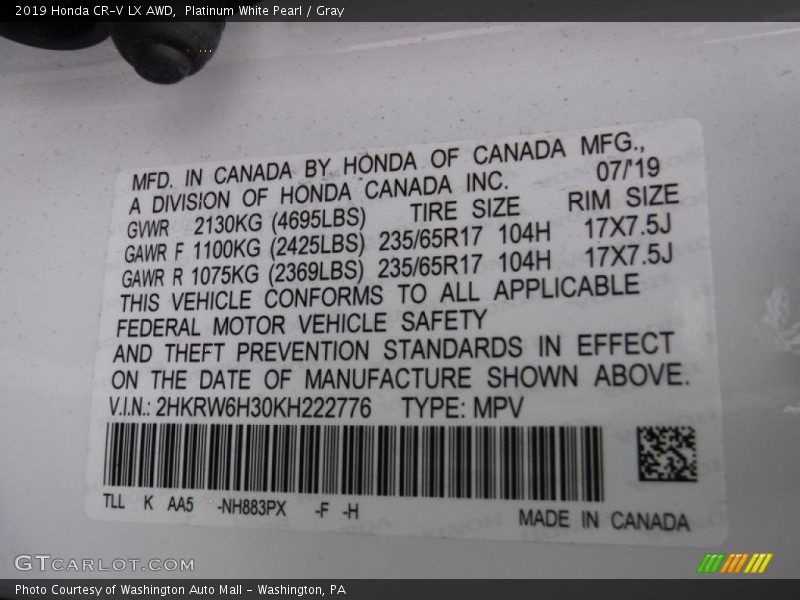 2019 Honda CR-V LX AWD,  Platinum White Pearl / Gray
MFD. IN CANADA BY HONDA OF CANADA MFG.,
A DIVISION OF HONDA CANADA INC. 07/'19
GVWR 2130KG (4695LBS) TIRE SIZE RIM SIZE
GAWR F 1100KG (2425LBS) 235/65R17 104H 17X7.5J
GAWR R 1075KG (2369LBS) 235/65R17 104H 17X7.5J
THIS VEHICLE CONFORMS TO ALL APPLICABLE
FEDERAL MOTOR VEHICLE SAFETY
AND THEFT PREVENTION STANDARDS IN EFFECT
ON THE DATE OF MANUFACTURE SHOWN ABOVE.
V.I.N.: 2HKRW6H30KH222776 TYPE: MPV
TLL K AA5 -NH883PX -F -H
MADE IN CANADA
GTCARLOT.COM
Photo Courtesy of Washington Auto Mall - Washington, PA